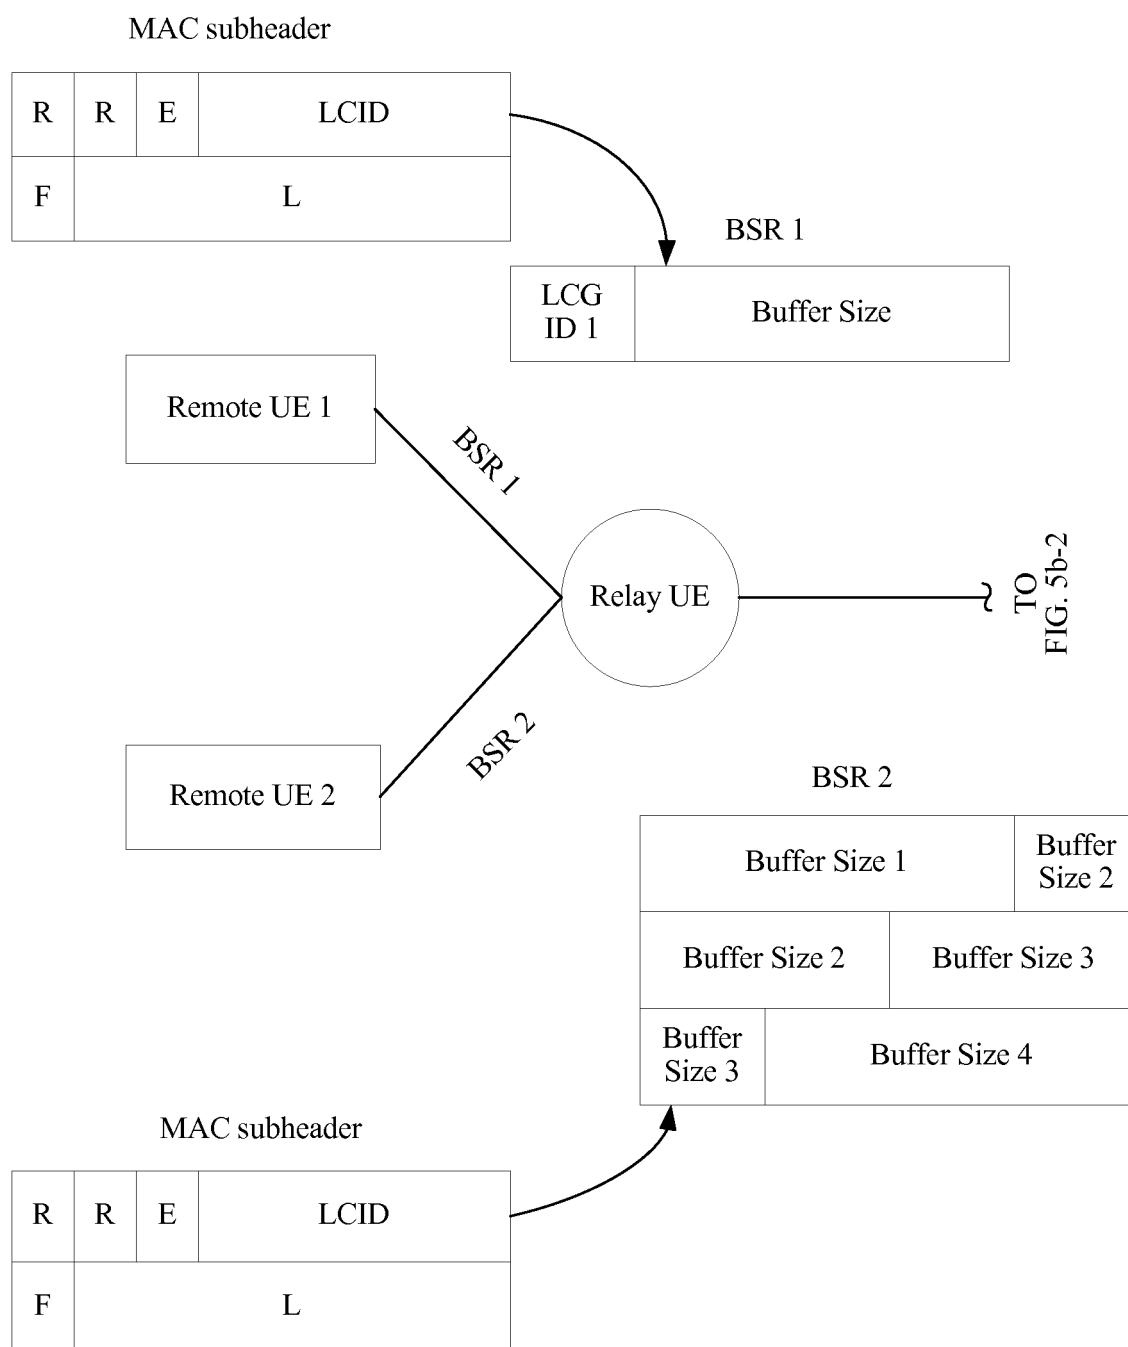 MAC subheader
R R E LCID
F L
BSR 1
LCG
ID 1
Buffer Size
Remote UE 1
BSR 1
Relay UE
TO
FIG. 5b-2
BSR 2
Remote UE 2
BSR 2
Buffer Size 1
Buffer
Size 2
Buffer Size 2
Buffer Size 3
Buffer
Size 3
Buffer Size 4
MAC subheader
R R E LCID
F L